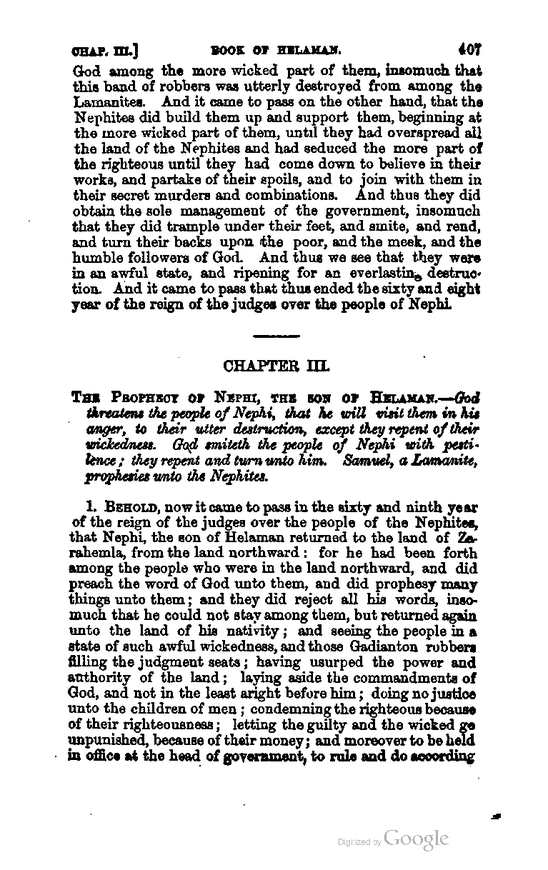 CHAP. III.] BOOK OF HELAMAN. 407
God among the more wicked part of them, insomuch that
this band of robbers was utterly destroyed from among the
Lamanites. And it came to pass on the other hand, that the
Nephites did build them up and support them, beginning at
the more wicked part of them, until they had overspread all
the land of the Nephites and had seduced the more part of
the righteous until they had come down to believe in their
works, and partake of their spoils, and to join with them in
their secret murders and combinations. And thus they did
obtain the sole management of the government, insomuch
that they did trample under their feet, and smite, and rend,
and turn their backs upon the poor, and the meek, and the
humble followers of God. And thus we see that they were
in an awful state, and ripening for an everlasting destruc-
tion. And it came to pass that thus ended the sixty and eight
year of the reign of the judges over the people of Nephi.
CHAPTER III.
THE PROPHECY OF NEPHI, THE SON OF HELAMAN.—God
threatens the people of Nephi, that he will visit them in his
anger, to their utter destruction, except they repent of their
wickedness. God smiteth the people of Nephi with pesti-
lence; they repent and turn unto him. Samuel, a Lamanite,
prophesies unto the Nephites.
1. BEHOLD, now it came to pass in the sixty and ninth year
of the reign of the judges over the people of the Nephites,
that Nephi, the son of Helaman returned to the land of Za-
rahemla, from the land northward: for he had been forth
among the people who were in the land northward, and did
preach the word of God unto them, and did prophesy many
things unto them; and they did reject all his words, inso-
much that he could not stay among them, but returned again
unto the land of his nativity; and seeing the people in a
state of such awful wickedness, and those Gadianton robbers
filling the judgment seats; having usurped the power and
authority of the land; laying aside the commandments of
God, and not in the least aright before him; doing no justice
unto the children of men; condemning the righteous because
of their righteousness; letting the guilty and the wicked go
unpunished, because of their money; and moreover to be held
in office at the head of government, to rule and do according
Digitized by Google